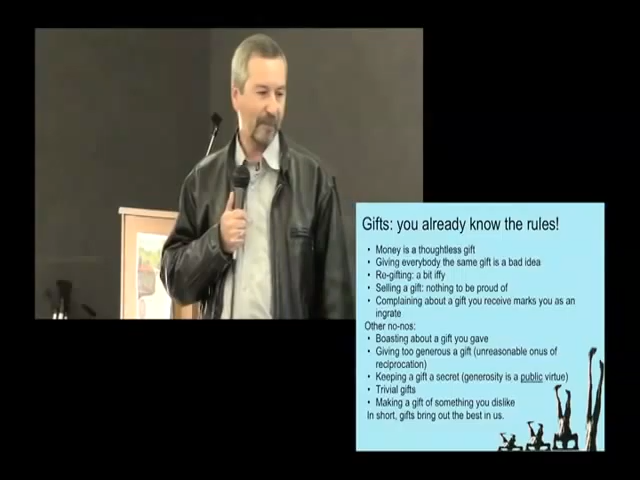 Gifts: you already know the rules!
• Money is a thoughtless gift
• Giving everybody the same gift is a bad idea
• Re-gifting: a bit iffy
• Selling a gift: nothing to be proud of
• Complaining about a gift you receive marks you as an
ingrate
Other no-nos:
• Boasting about a gift you gave
• Giving too generous a gift (unreasonable onus of
reciprocation)
• Keeping a gift a secret (generosity is a public virtue)
• Trivial gifts
• Making a gift of something you dislike
In short, gifts bring out the best in us.